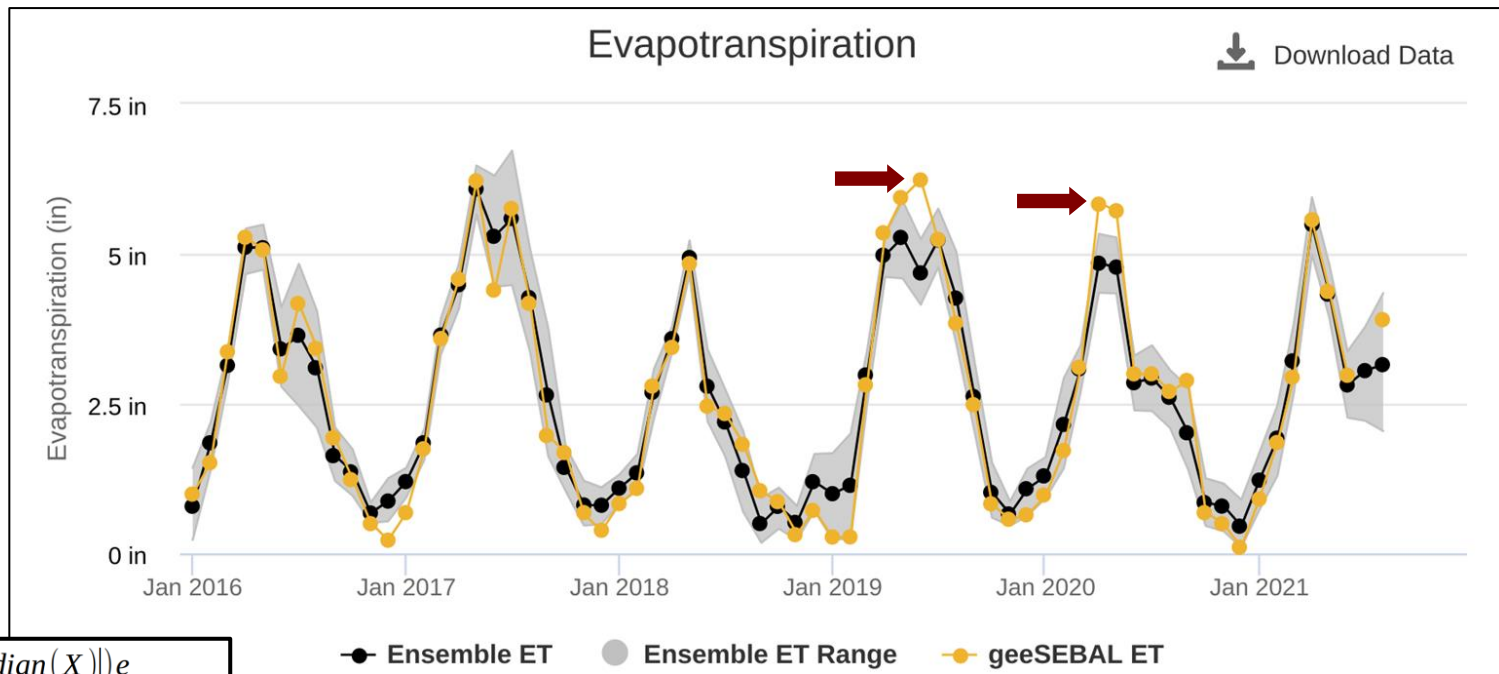 Evapotranspiration
Download Data
7.5 in
5 in
2.5 in
0 in
Evapotranspiration (in)
Jan 2016 Jan 2017 Jan 2018 Jan 2019 Jan 2020 Jan 2021
dian(X)|)e
Ensemble ET Ensemble ET Range geeSEBAL ET